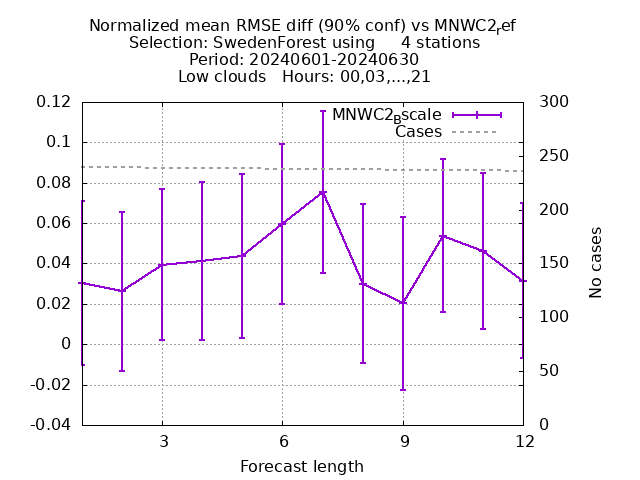 Normalized mean RMSE diff (90% conf) vs MNWC2ref
Selection: SwedenForest using 4 stations
Period: 20240601-20240630
Low clouds Hours: 00,03,...,21
MNWC2Bscale
Cases
0.12
0.1
0.08
0.06
0.04
0.02
0
-0.02
-0.04
300
250
200
150
100
50
0
No cases
3
6
9
12
Forecast length